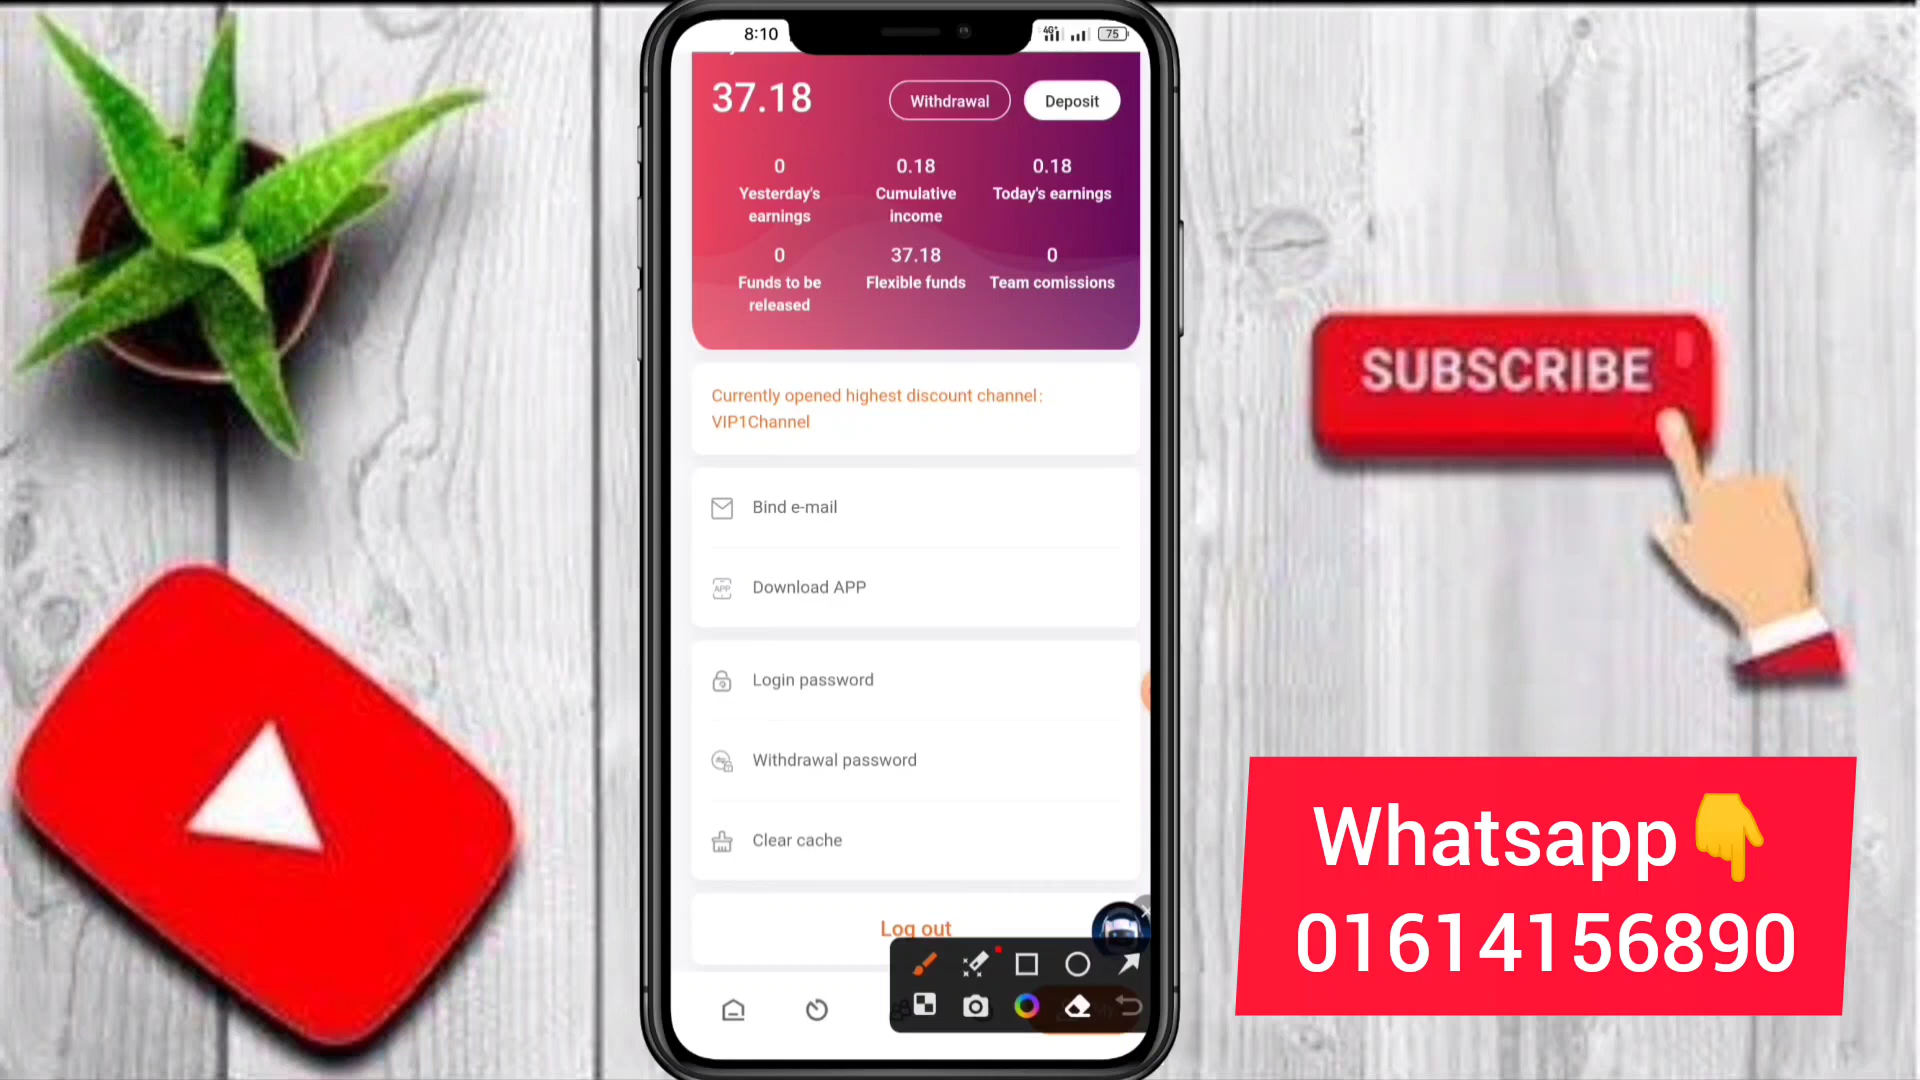 8:10
4G+
75
37.18
Withdrawal
Deposit
0
0.18
0.18
Yesterday's earnings
Cumulative income
Today's earnings
0
37.18
0
Funds to be released
Flexible funds
Team comissions
Currently opened highest discount channel:
VIP1Channel
Bind e-mail
APP
Download APP
Login password
Withdrawal password
Clear cache
Log out
SUBSCRIBE
Whatsapp👇
01614156890